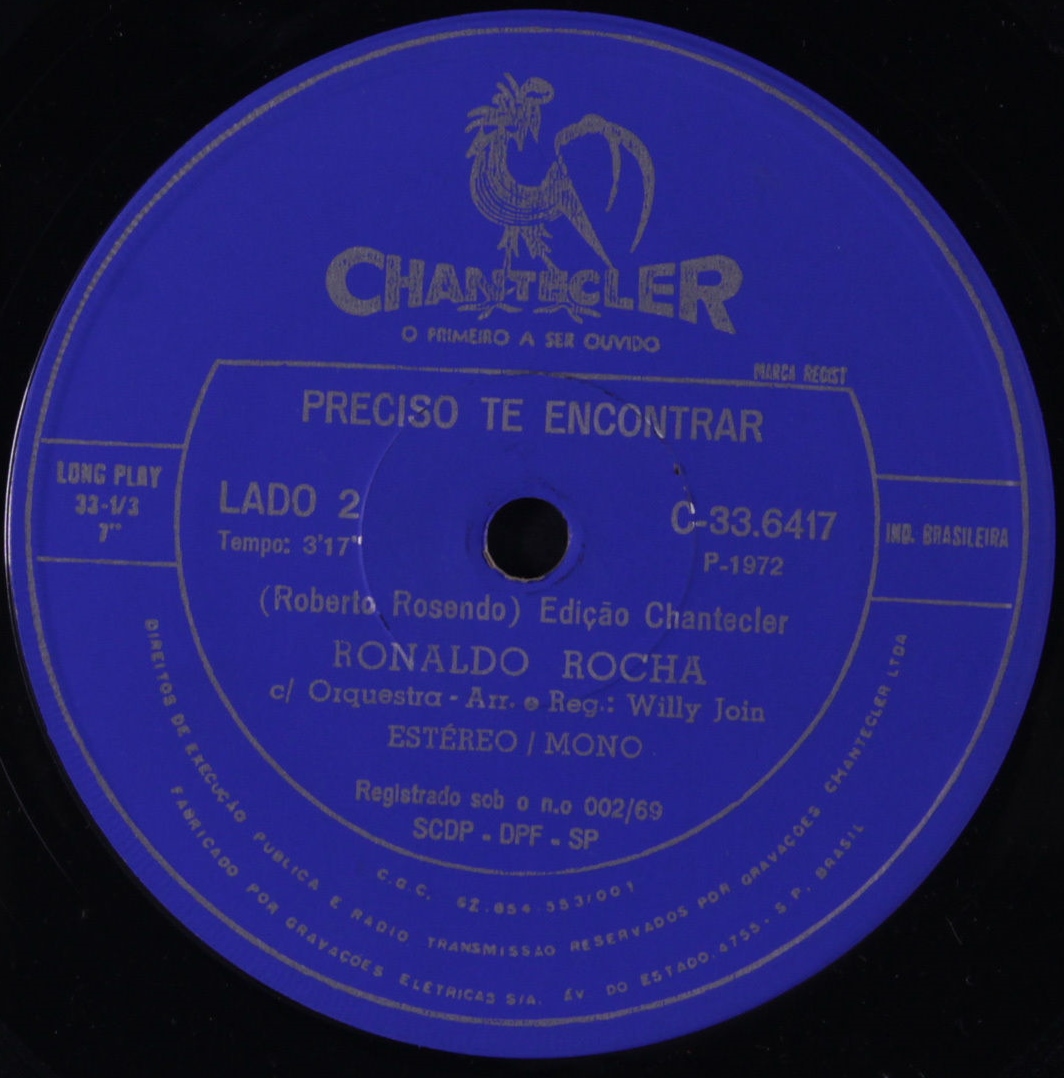 CHANTECLER
O PRIMEIRO A SER OUVIDO
MARCA REGIST
PRECISO TE ENCONTRAR
LONG PLAY
33-1/3
7"
LADO 2
Tempo: 3'17"
C-33.6417
P-1972
IND. BRASILEIRA
(Roberto Rosendo) Edição Chantecler
RONALDO ROCHA
c/ Orquestra - Arr. e Reg.: Willy Join
ESTÉREO / MONO
Registrado sob o n.o 002/69
SCDP - DPF - SP
C.G.C. 62.654.353/001
DIREITOS DE EXECUÇÃO PUBLICA E RADIO TRANSMISSÃO RESERVADOS POR GRAVAÇÕES CHANTECLER LTDA
FABRICADO POR GRAVAÇÕES ELETRICAS S/A. ÁV. DO ESTADO. 4755 - S P. BRASIL